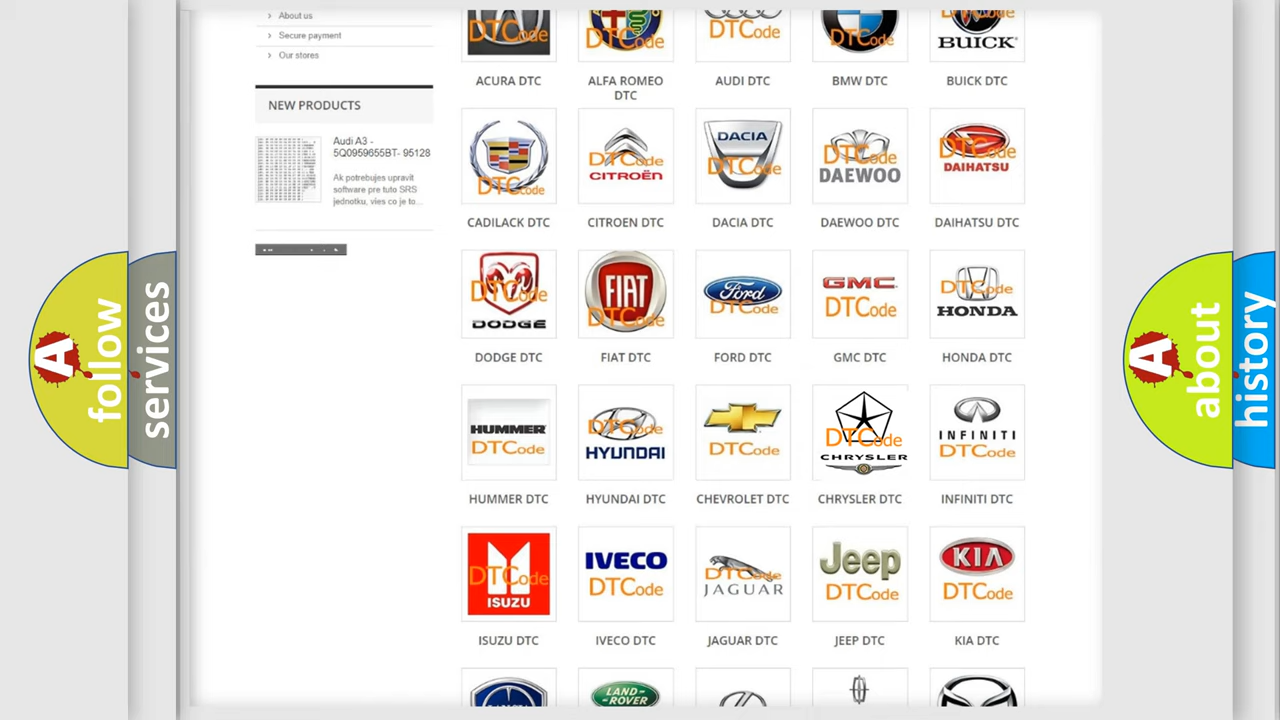 About us
Secure payment
Our stores
NEW PRODUCTS
Audi A3 -
5Q0959655BT- 95128
Ak potrebujes upravit
software pre tuto SRS
jednotku, vies co je to...
DTCode
DTCode
DTCode
DTCode
BUICK
ACURA DTC
ALFA ROMEO
DTC
AUDI DTC
BMW DTC
BUICK DTC
DTCode
DTCode
CITROËN
DACIA
DTCode
DTCode
DAEWOO
DTCode
DAIHATSU
CADILACK DTC
CITROEN DTC
DACIA DTC
DAEWOO DTC
DAIHATSU DTC
DTCode
DODGE
FIAT
DTCode
Ford
DTCode
GMC
DTCode
DTCode
HONDA
DODGE DTC
FIAT DTC
FORD DTC
GMC DTC
HONDA DTC
HUMMER
DTCode
DTCode
HYUNDAI
DTCode
DTCode
CHRYSLER
INFINITI
DTCode
HUMMER DTC
HYUNDAI DTC
CHEVROLET DTC
CHRYSLER DTC
INFINITI DTC
DTCode
ISUZU
IVECO
DTCode
DTCode
JAGUAR
Jeep
DTCode
KIA
DTCode
ISUZU DTC
IVECO DTC
JAGUAR DTC
JEEP DTC
KIA DTC
LAND-
ROVER
A
follow
services
A
about
history